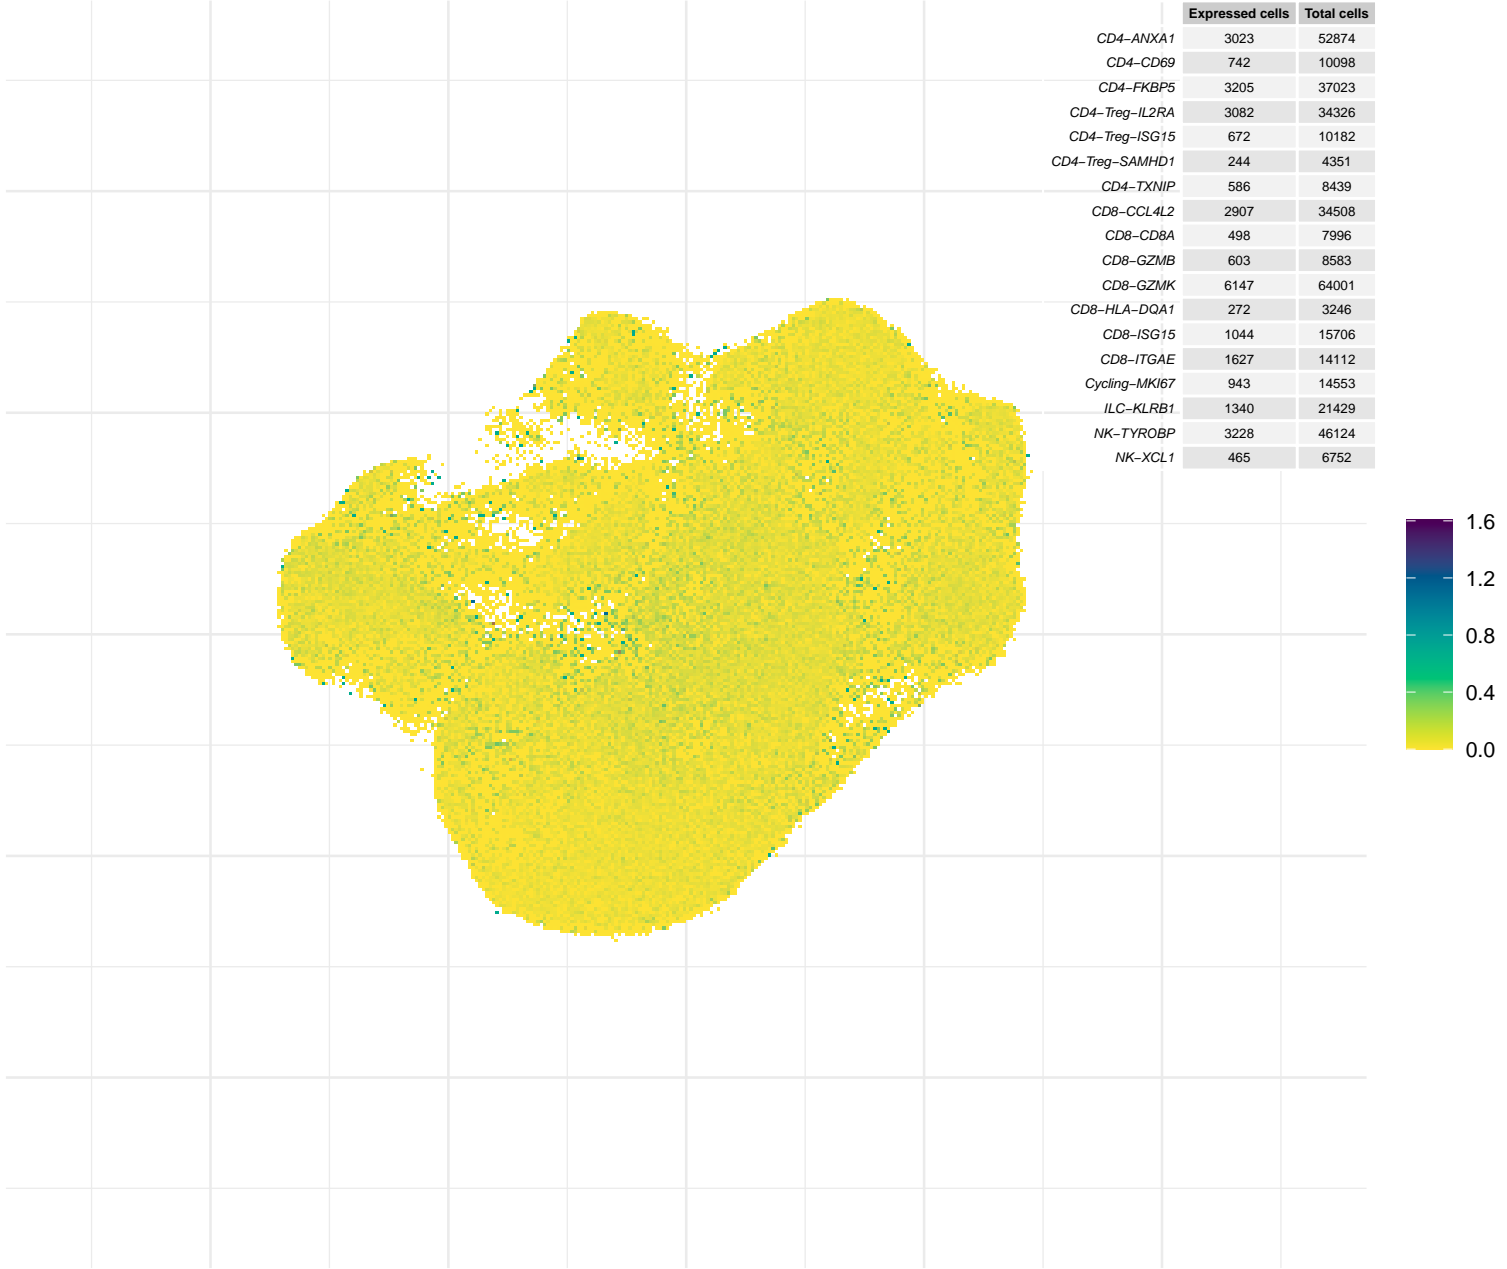 Expressed cells Total cells
CD4−ANXA1 3023 52874
CD4−CD69 742 10098
CD4−FKBP5 3205 37023
CD4−Treg−IL2RA 3082 34326
CD4−Treg−ISG15 672 10182
CD4−Treg−SAMHD1 244 4351
CD4−TXNIP 586 8439
CD8−CCL4L2 2907 34508
CD8−CD8A 498 7996
CD8−GZMB 603 8583
CD8−GZMK 6147 64001
CD8−HLA−DQA1 272 3246
CD8−ISG15 1044 15706
CD8−ITGAE 1627 14112
Cycling−MKI67 943 14553
ILC−KLRB1 1340 21429
NK−TYROBP 3228 46124
NK−XCL1 465 6752
1.6
1.2
0.8
0.4
0.0